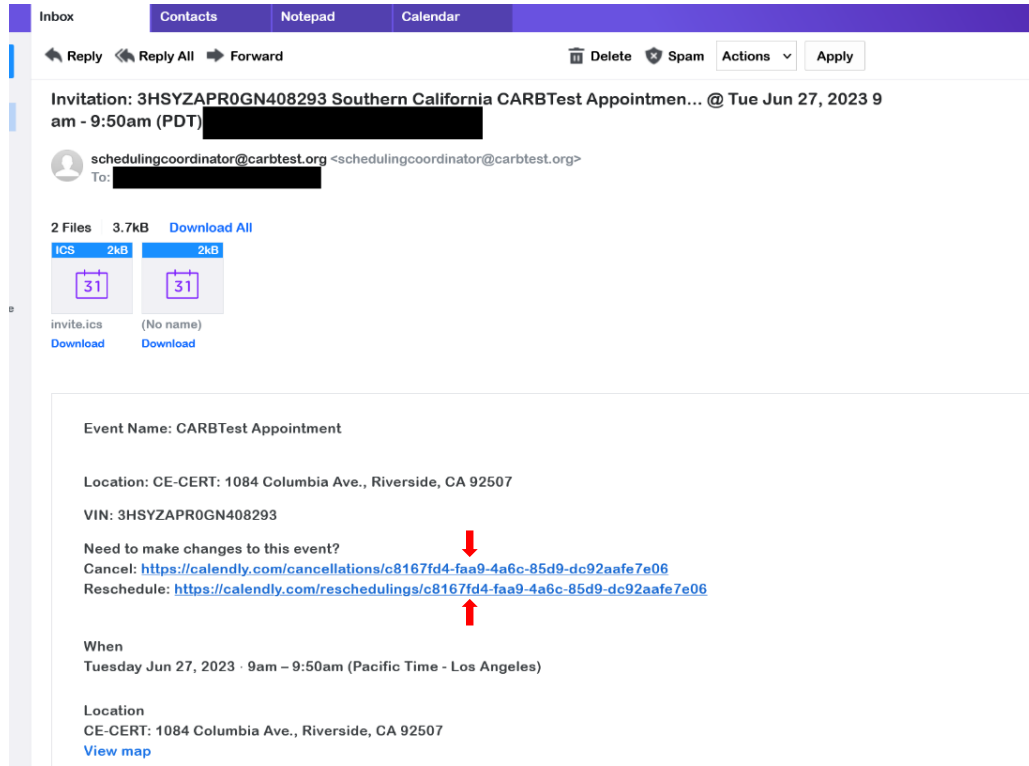 Inbox Contacts Notepad Calendar
Reply Reply All Forward Delete Spam Actions Apply
Invitation: 3HSYZAPR0GN408293 Southern California CARBTest Appointmen... @ Tue Jun 27, 2023 9
am - 9:50am (PDT)
schedulingcoordinator@carbtest.org <schedulingcoordinator@carbtest.org>
To:
2 Files 3.7kB Download All
ICS 2kB 2kB
31 31
e
invite.ics (No name)
Download Download
Event Name: CARBTest Appointment
Location: CE-CERT: 1084 Columbia Ave., Riverside, CA 92507
VIN: 3HSYZAPR0GN408293
Need to make changes to this event?
Cancel: https://calendly.com/cancellations/c8167fd4-faa9-4a6c-85d9-dc92aafe7e06
Reschedule: https://calendly.com/reschedulings/c8167fd4-faa9-4a6c-85d9-dc92aafe7e06
When
Tuesday Jun 27, 2023 · 9am – 9:50am (Pacific Time - Los Angeles)
Location
CE-CERT: 1084 Columbia Ave., Riverside, CA 92507
View map